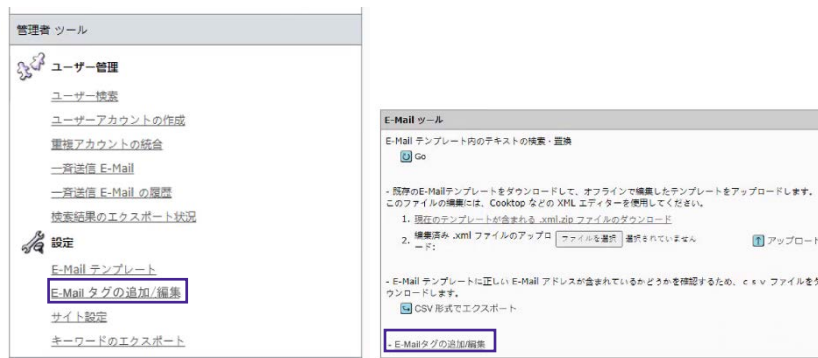 管理者 ツール
ユーザー管理
ユーザー検索
ユーザーアカウントの作成
重複アカウントの統合
一斉送信 E-Mail
一斉送信 E-Mail の履歴
検索結果のエクスポート状況
設定
E-Mail テンプレート
E-Mail タグの追加/編集
サイト設定
キーワードのエクスポート
E-Mail ツール
E-Mail テンプレート内のテキストの検索・置換
Go
- 既存のE-Mailテンプレートをダウンロードして、オフラインで編集したテンプレートをアップロードします。
このファイルの編集には、Cooktop などの XML エディターを使用してください。
1. 現在のテンプレートが含まれる .xml.zip ファイルのダウンロード
2. 編集済み .xml ファイルのアップロ ファイルを選択 選択されていません アップロード
ード:
- E-Mail テンプレートに正しい E-Mail アドレスが含まれているかどうかを確認するため、c s v ファイルをダ
ウンロードします。
CSV 形式でエクスポート
- E-Mailタグの追加/編集